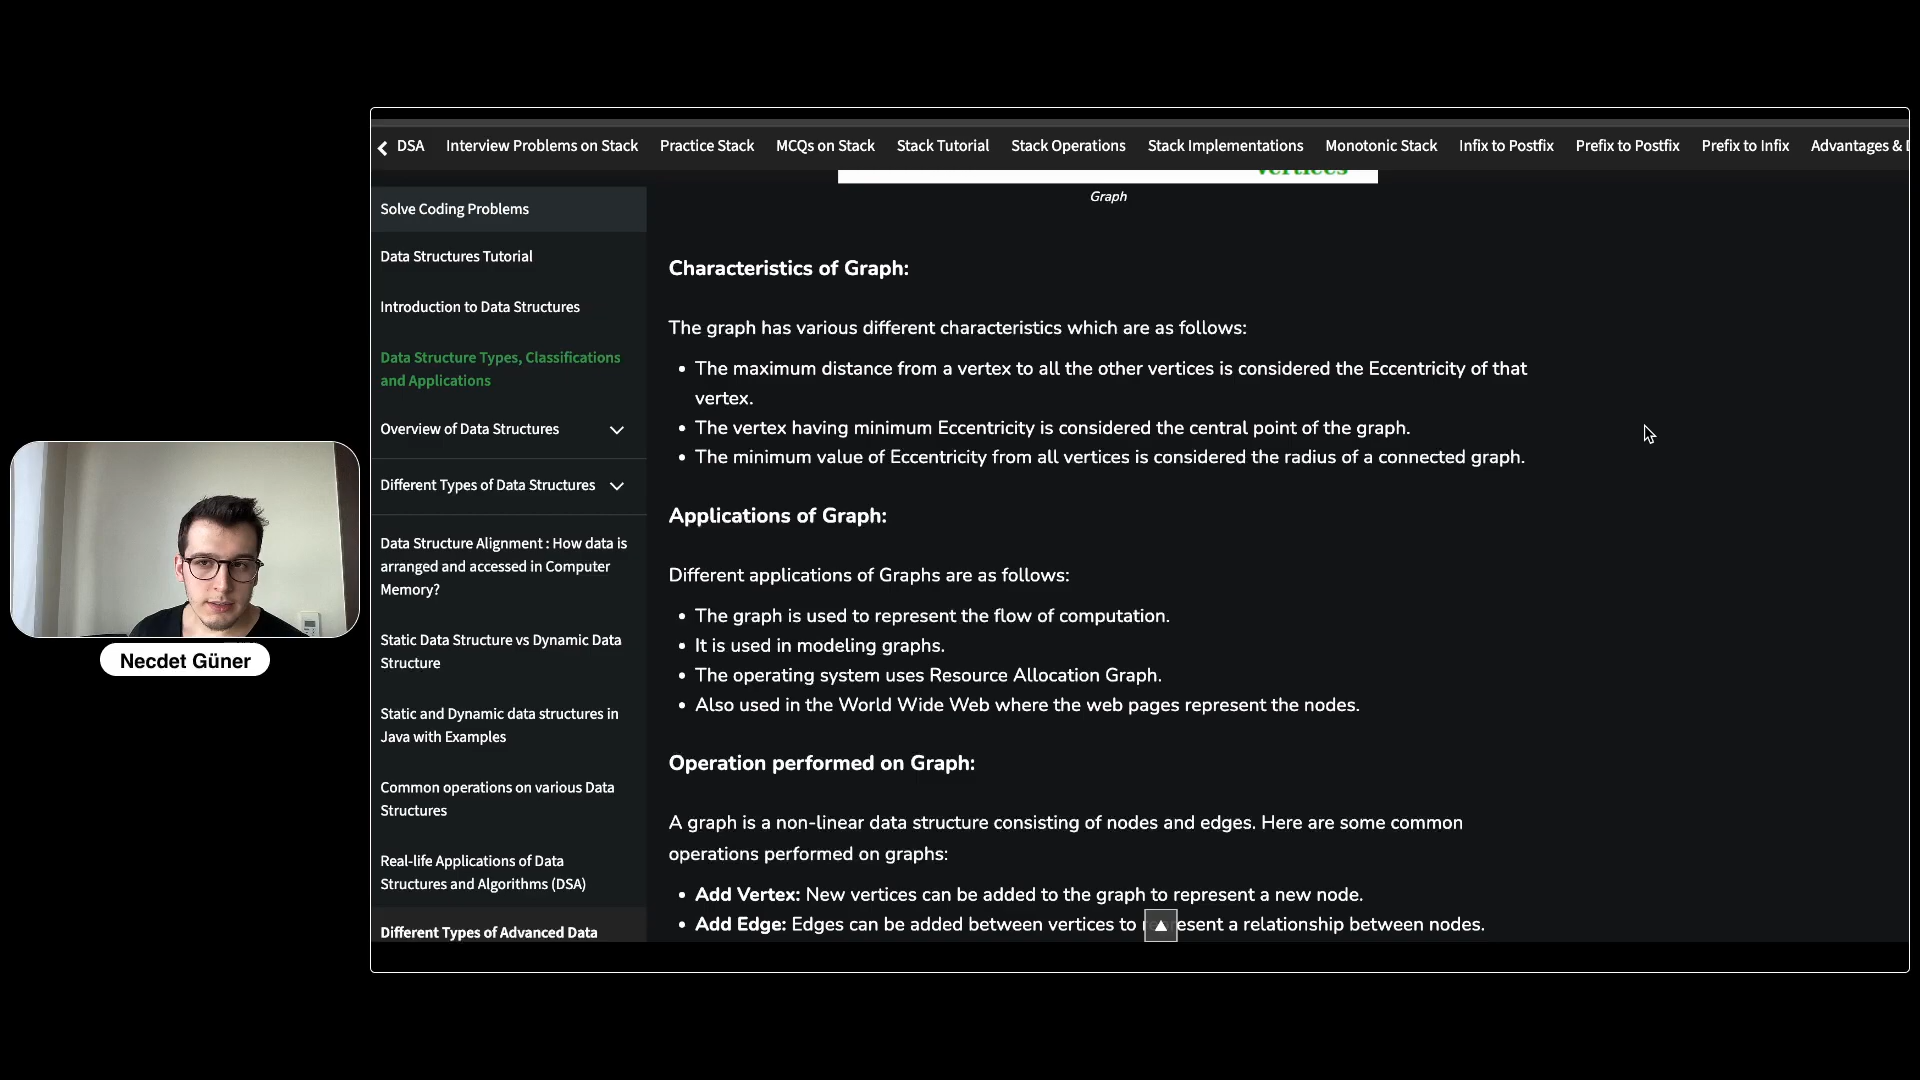 DSA Interview Problems on Stack Practice Stack MCQs on Stack Stack Tutorial Stack Operations Stack Implementations Monotonic Stack Infix to Postfix Prefix to Postfix Prefix to Infix Advantages &
Solve Coding Problems
Data Structures Tutorial
Introduction to Data Structures
Data Structure Types, Classifications
and Applications
Overview of Data Structures
Different Types of Data Structures
Data Structure Alignment : How data is
arranged and accessed in Computer
Memory?
Static Data Structure vs Dynamic Data
Structure
Static and Dynamic data structures in
Java with Examples
Common operations on various Data
Structures
Real-life Applications of Data
Structures and Algorithms (DSA)
Different Types of Advanced Data
Vertices
Graph
Characteristics of Graph:
The graph has various different characteristics which are as follows:
• The maximum distance from a vertex to all the other vertices is considered the Eccentricity of that
vertex.
• The vertex having minimum Eccentricity is considered the central point of the graph.
• The minimum value of Eccentricity from all vertices is considered the radius of a connected graph.
Applications of Graph:
Different applications of Graphs are as follows:
• The graph is used to represent the flow of computation.
• It is used in modeling graphs.
• The operating system uses Resource Allocation Graph.
• Also used in the World Wide Web where the web pages represent the nodes.
Operation performed on Graph:
A graph is a non-linear data structure consisting of nodes and edges. Here are some common
operations performed on graphs:
• Add Vertex: New vertices can be added to the graph to represent a new node.
• Add Edge: Edges can be added between vertices to represent a relationship between nodes.
Necdet Güner